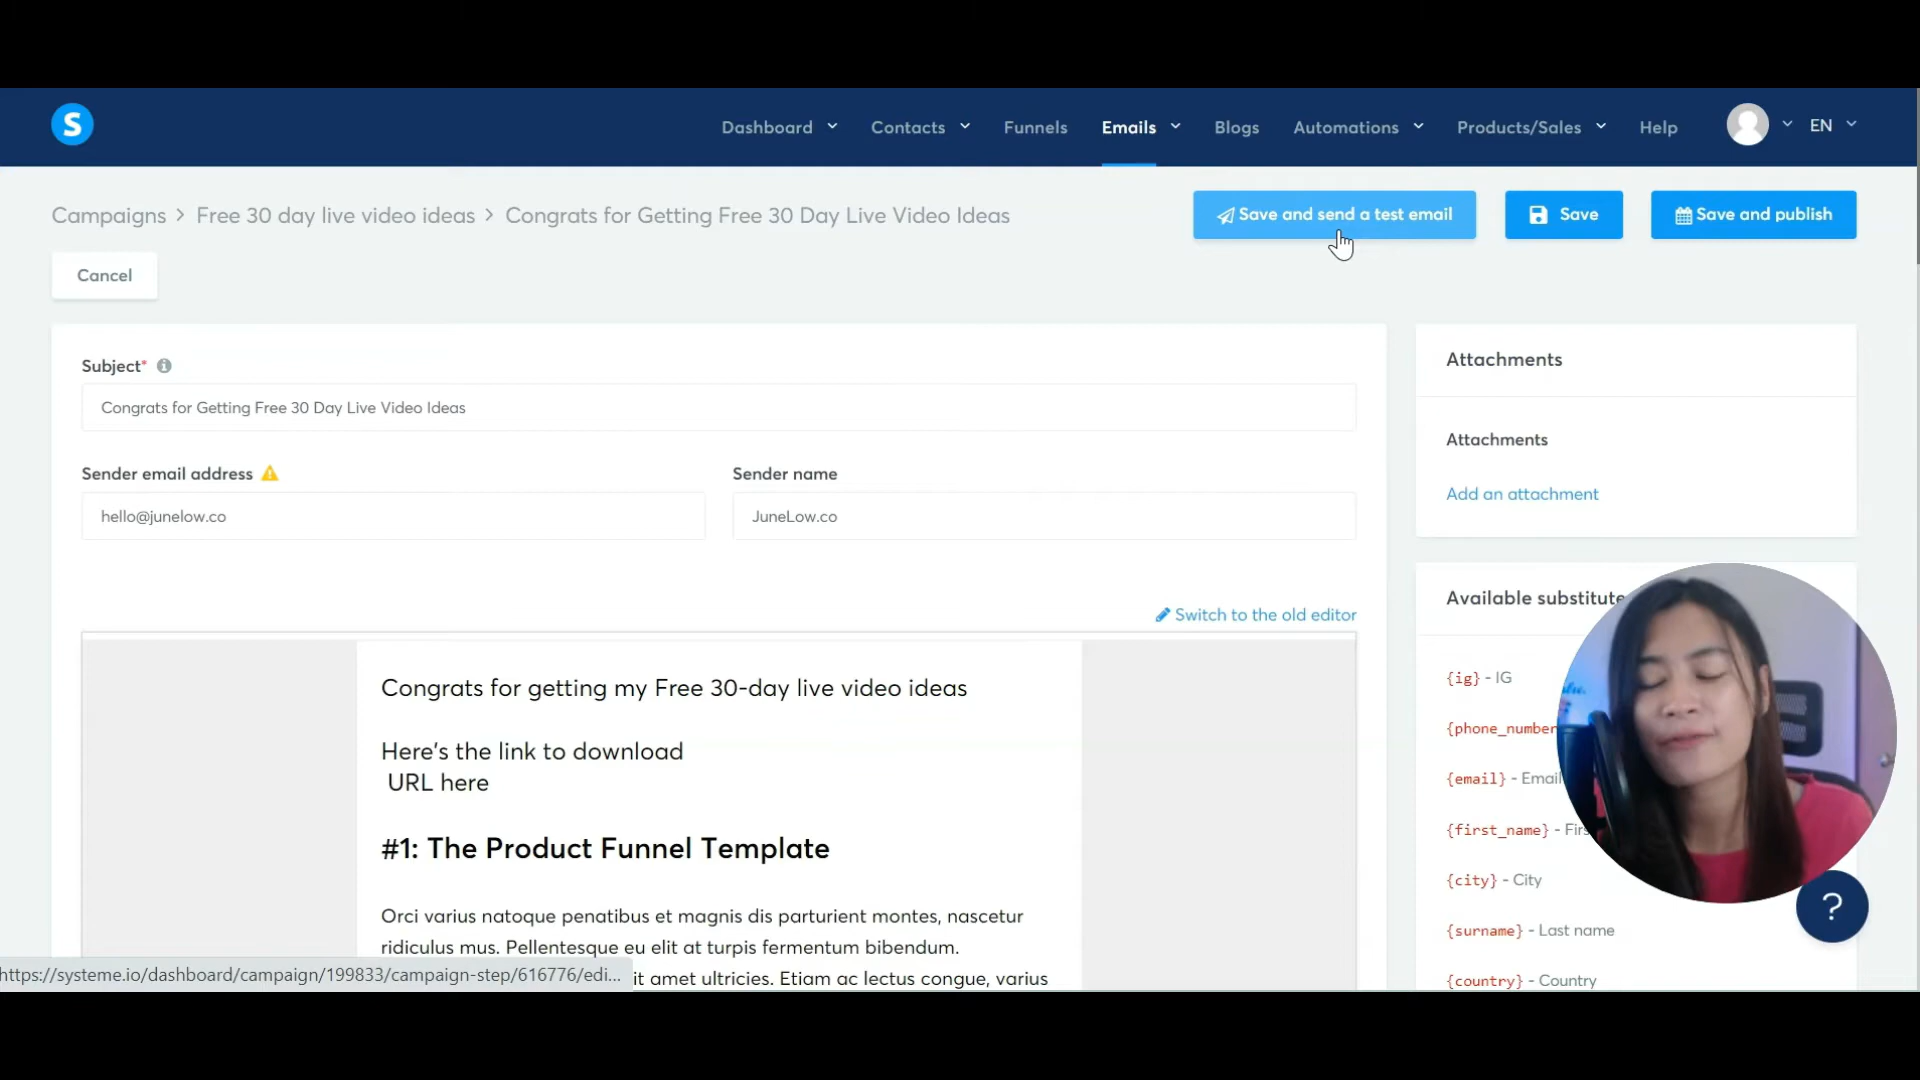 S
Dashboard
Contacts
Funnels
Emails
Blogs
Automations
Products/Sales
Help
EN
Campaigns > Free 30 day live video ideas > Congrats for Getting Free 30 Day Live Video Ideas
Save and send a test email
Save
Save and publish
Cancel
Subject*
Congrats for Getting Free 30 Day Live Video Ideas
Sender email address
Sender name
hello@junelow.co
JuneLow.co
Switch to the old editor
Congrats for getting my Free 30-day live video ideas
Here's the link to download
URL here
#1: The Product Funnel Template
Orci varius natoque penatibus et magnis dis parturient montes, nascetur
ridiculus mus. Pellentesque eu elit at turpis fermentum bibendum.
it amet ultricies. Etiam ac lectus congue, varius
https://systeme.io/dashboard/campaign/199833/campaign-step/616776/edi...
Attachments
Attachments
Add an attachment
Available substitute
{ig} - IG
{phone_number
{email} - Email
{first_name} - Firs
{city} - City
{surname} - Last name
{country} - Country
?